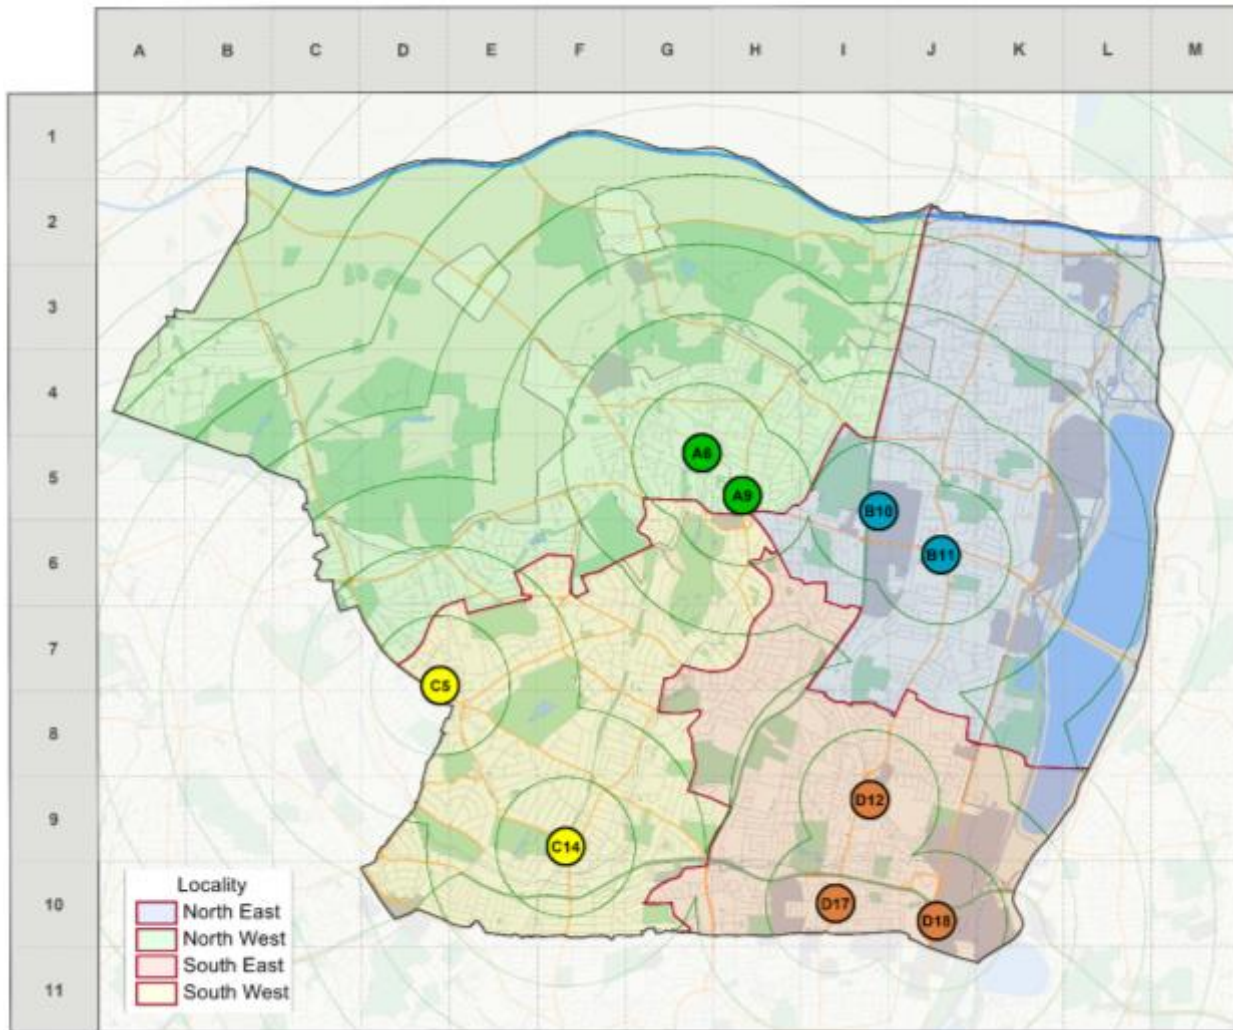 A B C D E F G H I J K L M
1
2
3
4
5
6
7
8
9
10
11
A6
A9
B10
B11
C5
D12
C14
D17
D18
Locality
North East
North West
South East
South West